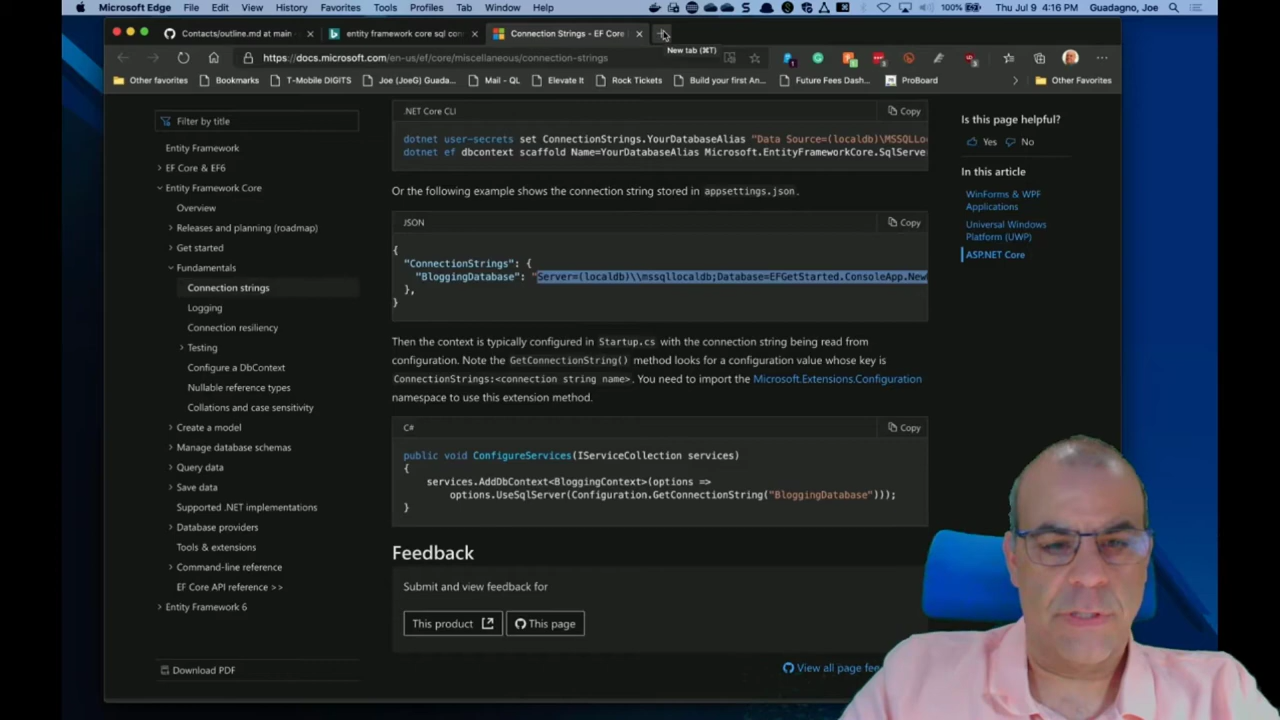 Microsoft Edge File Edit View History Favorites Tools Profiles Tab Window Help 100% Thu Jul 9 4:16 PM Guadagno, Joe
Contacts/outline.md at main - entity framework core sql con Connection Strings - EF Core
New tab (⌘T)
https://docs.microsoft.com/en-us/ef/core/miscellaneous/connection-strings
Other favorites Bookmarks T-Mobile DIGITS Joe (JoeG) Guada... Mail - QL Elevate It Rock Tickets Build your first An... Future Fees Dash... ProBoard Other Favorites
Filter by title
Entity Framework
EF Core & EF6
Entity Framework Core
Overview
Releases and planning (roadmap)
Get started
Fundamentals
Connection strings
Logging
Connection resiliency
Testing
Configure a DbContext
Nullable reference types
Collations and case sensitivity
Create a model
Manage database schemas
Query data
Save data
Supported .NET implementations
Database providers
Tools & extensions
Command-line reference
EF Core API reference >>
Entity Framework 6
Download PDF
.NET Core CLI Copy
dotnet user-secrets set ConnectionStrings.YourDatabaseAlias "Data Source=(localdb)\MSSQLLo
dotnet ef dbcontext scaffold Name=YourDatabaseAlias Microsoft.EntityFrameworkCore.SqlServer
Or the following example shows the connection string stored in appsettings.json.
JSON Copy
{
"ConnectionStrings": {
"BloggingDatabase": "Server=(localdb)\\mssqllocaldb;Database=EFGetStarted.ConsoleApp.New
},
}
Then the context is typically configured in Startup.cs with the connection string being read from
configuration. Note the GetConnectionString() method looks for a configuration value whose key is
ConnectionStrings:<connection string name>. You need to import the Microsoft.Extensions.Configuration
namespace to use this extension method.
C# Copy
public void ConfigureServices(IServiceCollection services)
{
services.AddDbContext<BloggingContext>(options =>
options.UseSqlServer(Configuration.GetConnectionString("BloggingDatabase")));
}
Feedback
Submit and view feedback for
This product This page
View all page fee
Is this page helpful?
Yes No
In this article
WinForms & WPF
Applications
Universal Windows
Platform (UWP)
ASP.NET Core